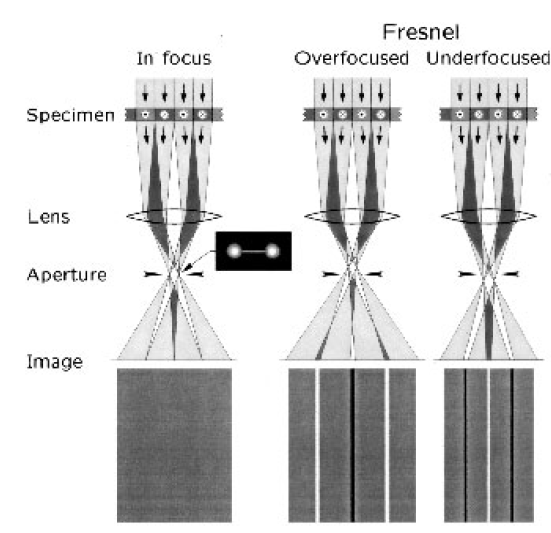 Fresnel
In focus
Overfocused
Underfocused
Specimen
Lens
Aperture
Image